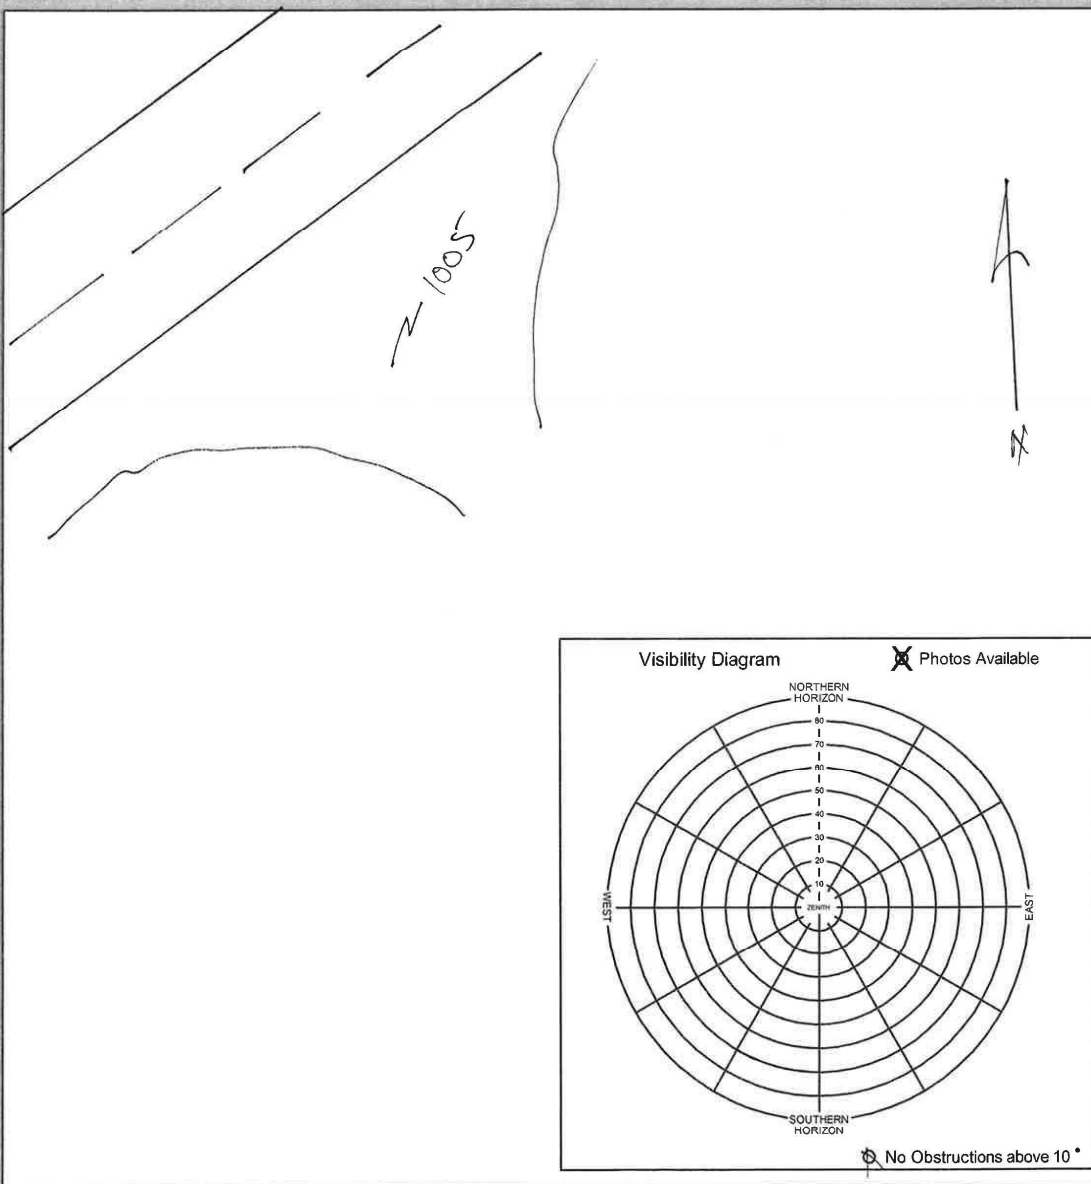 1005
N
Visibility Diagram
Photos Available
NORTHERN
HORIZON
80
70
60
50
40
30
20
10
ZENITH
WEST
EAST
SOUTHERN
HORIZON
No Obstructions above 10°